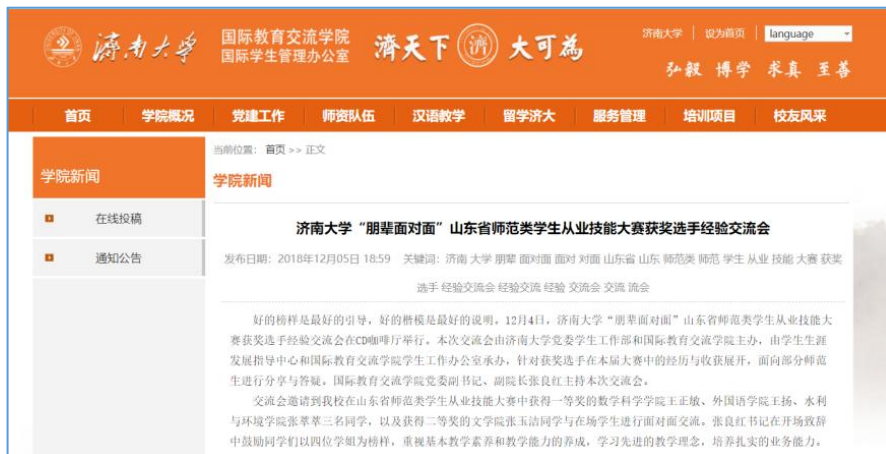 濟南大學
国际教育交流学院
国际学生管理办公室
濟天下 濟 大可為
济南大学 | 设为首页 | language
弘毅 博学 求真 至善
首页 学院概况 党建工作 师资队伍 汉语教学 留学济大 服务管理 培训项目 校友风采
学院新闻
在线投稿
通知公告
当前位置： 首页 >> 正文
学院新闻
济南大学“朋辈面对面”山东省师范类学生从业技能大赛获奖选手经验交流会
发布日期：2018年12月05日 18:59 关键词：济南 大学 朋辈 面对面 面对 对面 山东省 山东 师范类 师范 学生 从业 技能 大赛 获奖
选手 经验交流会 经验交流 经验 交流会 交流 流会
好的榜样是最好的引导，好的楷模是最好的说明。12月4日，济南大学“朋辈面对面”山东省师范类学生从业技能大
赛获奖选手经验交流会在CD咖啡厅举行。本次交流会由济南大学党委学生工作部和国际教育交流学院主办，由学生生涯
发展指导中心和国际教育交流学院学生工作办公室承办，针对获奖选手在本届大赛中的经历与收获展开，面向部分师范
生进行分享与答疑。国际教育交流学院党委副书记、副院长张良红主持本次交流会。
交流会邀请到我校在山东省师范类学生从业技能大赛中获得一等奖的数学科学学院王正敏、外国语学院王扬、水利
与环境学院张苹苹三名同学，以及获得二等奖的文学院张玉洁同学与在场学生进行面对面交流。张良红书记在开场致辞
中鼓励同学们以四位学姐为榜样，重视基本教学素养和教学能力的养成，学习先进的教学理念，培养扎实的业务能力。